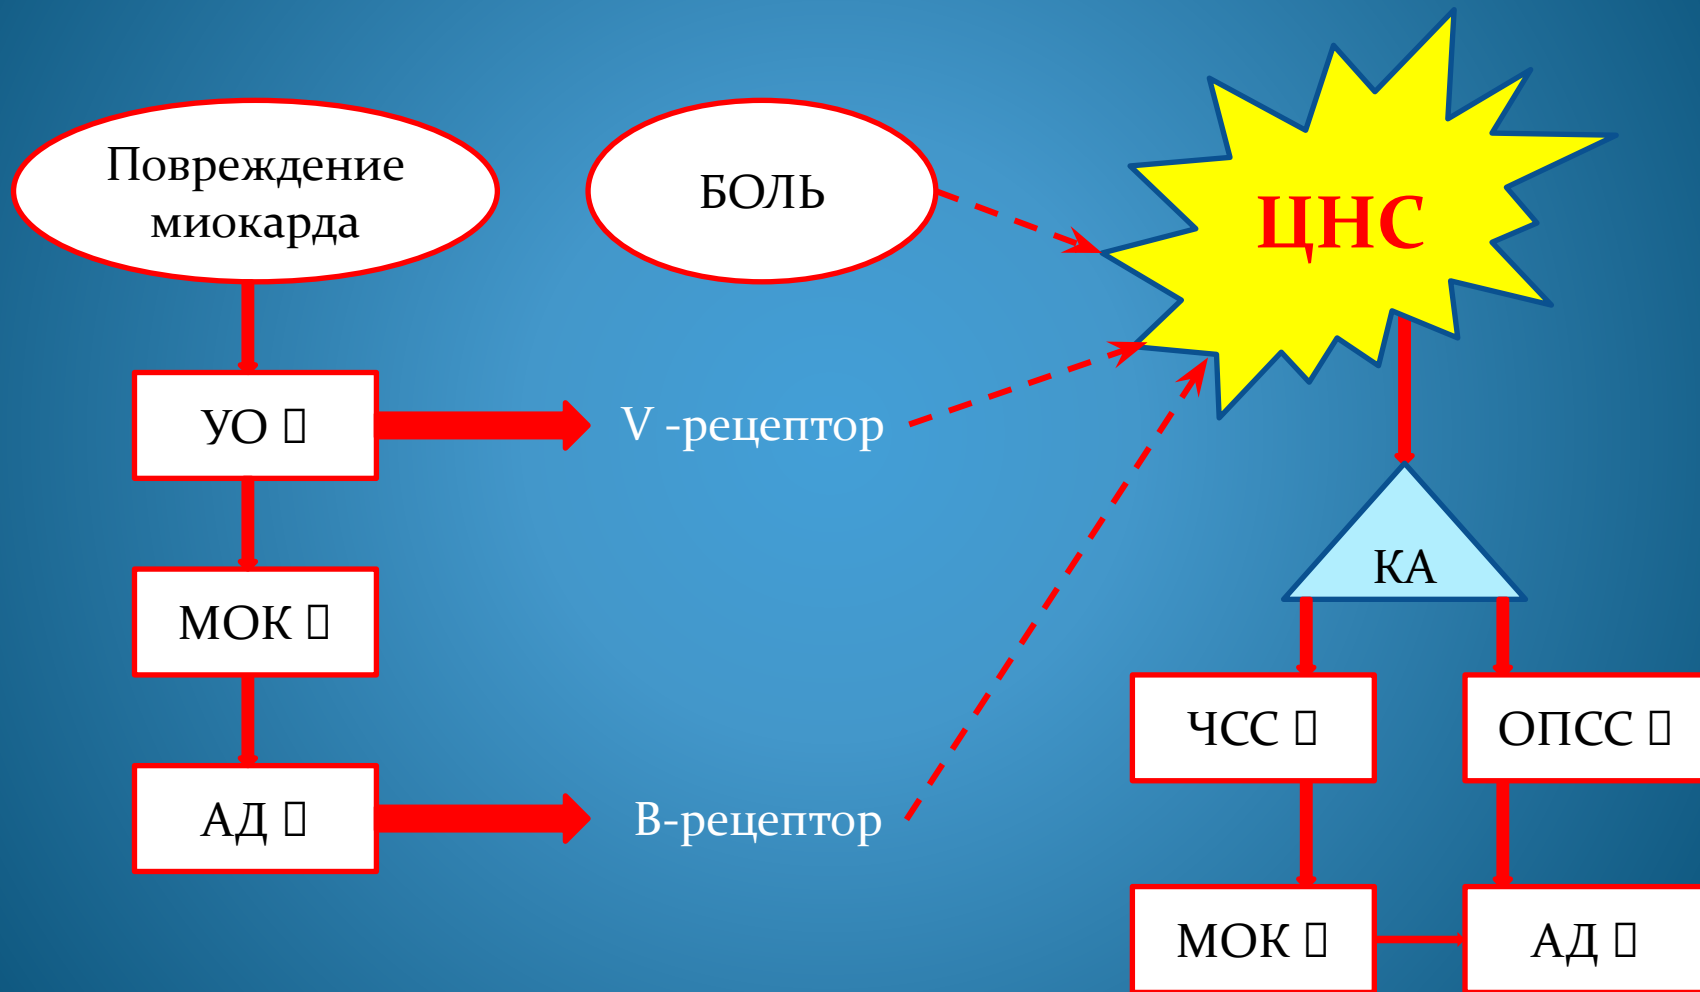 Повреждение
миокарда
БОЛЬ
ЦНС
УО ▯
V -рецептор
МОК ▯
КА
АД ▯
В-рецептор
ЧСС ▯
ОПСС ▯
МОК ▯
АД ▯